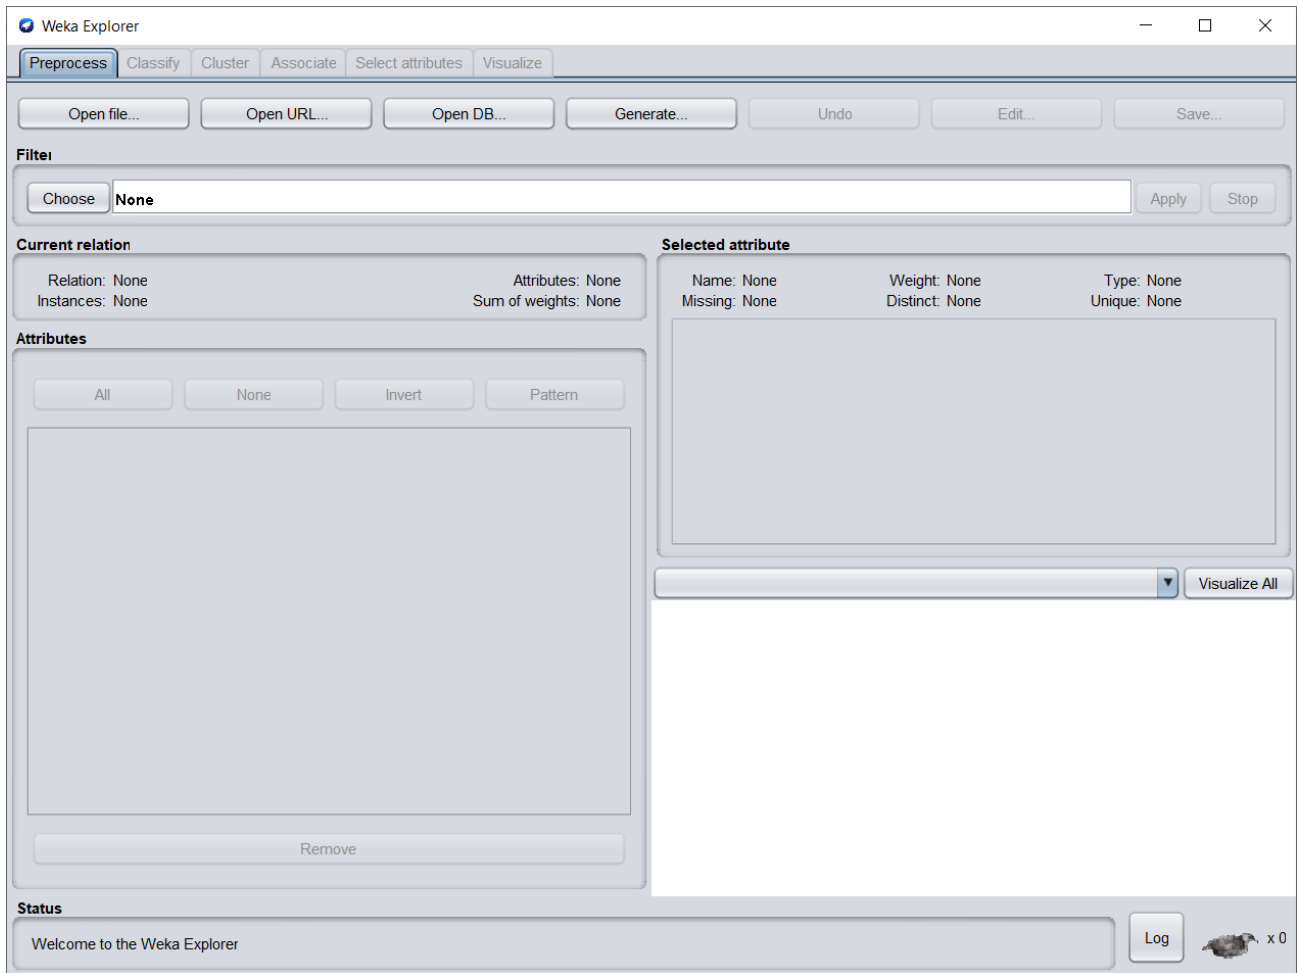 Weka Explorer
Preprocess Classify Cluster Associate Select attributes Visualize
Open file... Open URL... Open DB... Generate... Undo Edit... Save...
Filter
Choose None Apply Stop
Current relation
Relation: None Attributes: None
Instances: None Sum of weights: None
Selected attribute
Name: None Weight: None Type: None
Missing: None Distinct: None Unique: None
Attributes
All None Invert Pattern
Remove
Visualize All
Status
Welcome to the Weka Explorer
Log x 0